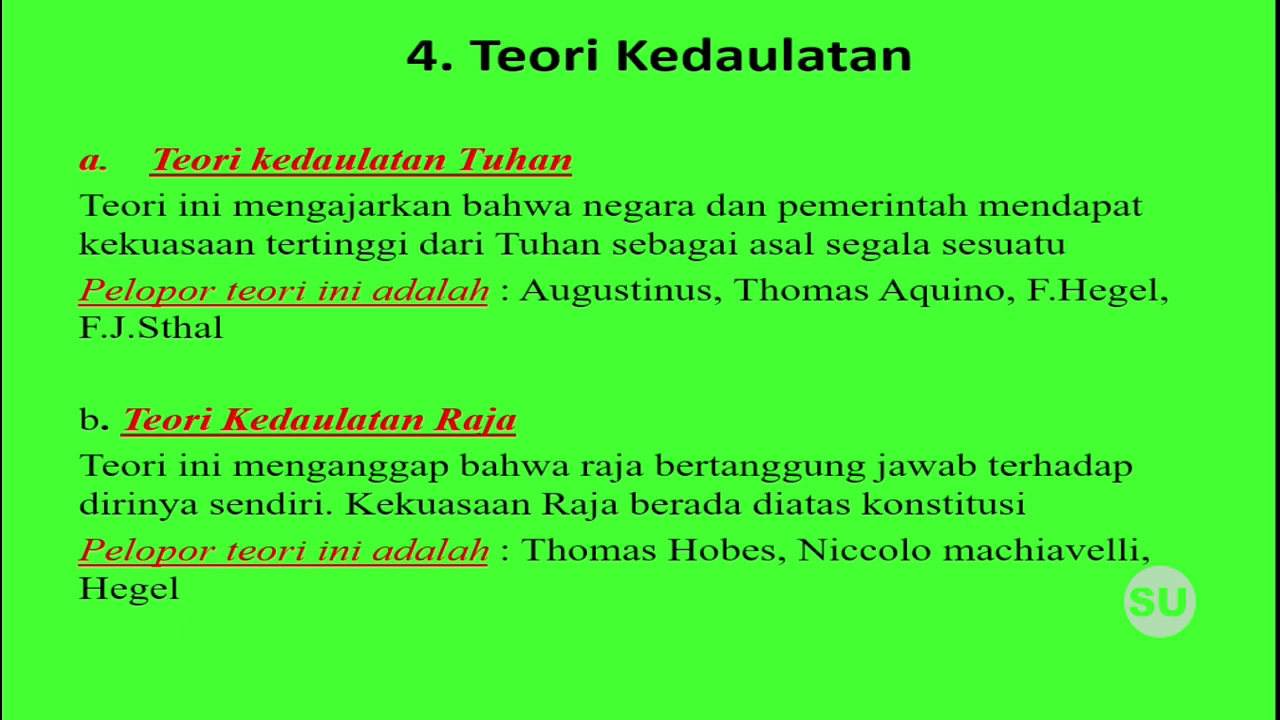 4. Teori Kedaulatan
a. Teori kedaulatan Tuhan
Teori ini mengajarkan bahwa negara dan pemerintah mendapat
kekuasaan tertinggi dari Tuhan sebagai asal segala sesuatu
Pelopor teori ini adalah : Augustinus, Thomas Aquino, F.Hegel,
F.J.Sthal
b. Teori Kedaulatan Raja
Teori ini menganggap bahwa raja bertanggung jawab terhadap
dirinya sendiri. Kekuasaan Raja berada diatas konstitusi
Pelopor teori ini adalah : Thomas Hobes, Niccolo machiavelli,
Hegel
SU